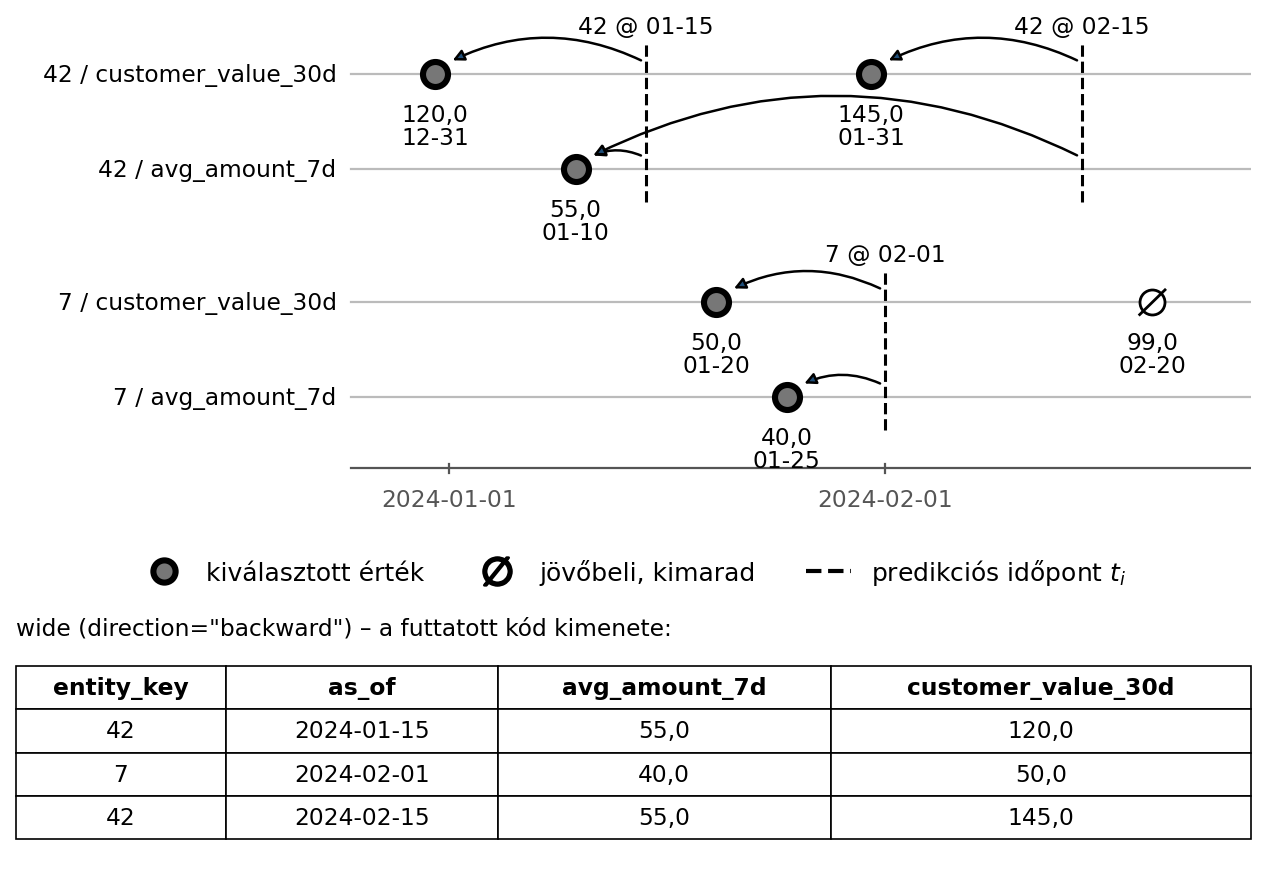 42 @ 01-15 42 @ 02-15
42 / customer_value_30d
120,0 145,0
12-31 01-31
42 / avg_amount_7d
55,0
01-10
7 @ 02-01
7 / customer_value_30d
50,0 99,0
01-20 02-20
7 / avg_amount_7d
40,0
01-25
2024-01-01 2024-02-01
kiválasztott érték jövőbeli, kimarad predikciós időpont t_i
wide (direction="backward") – a futtatott kód kimenete:
entity_key as_of avg_amount_7d customer_value_30d
42 2024-01-15 55,0 120,0
7 2024-02-01 40,0 50,0
42 2024-02-15 55,0 145,0